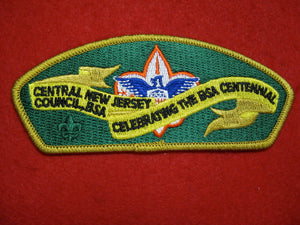 CENTRAL NEW JERSEY
COUNCIL, BSA
CELEBRATING THE BSA CENTENNIAL